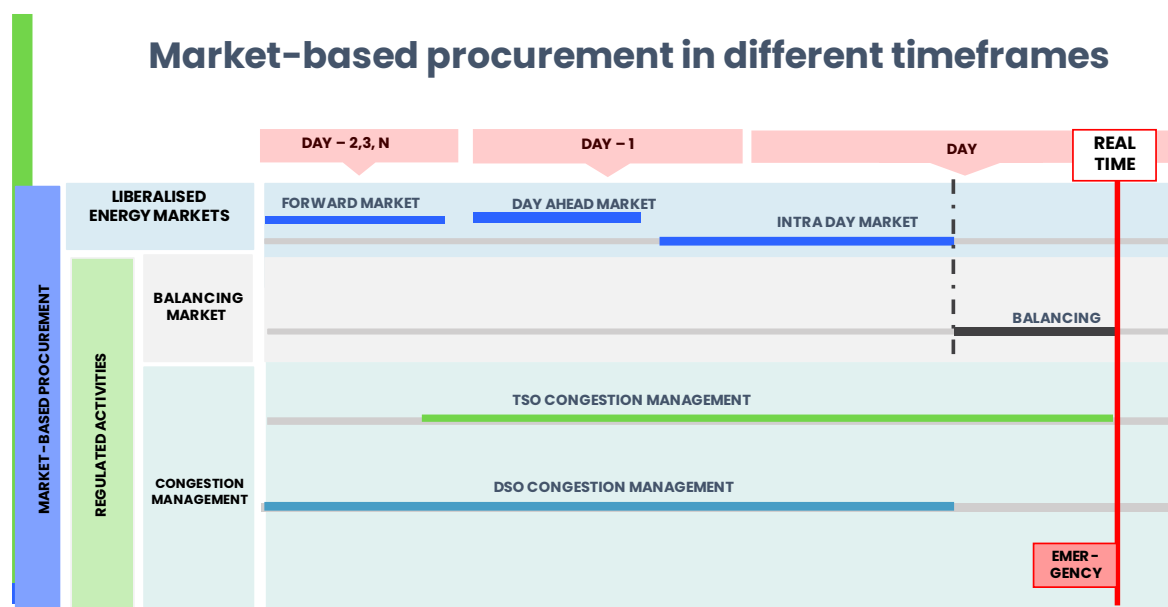 Market-based procurement in different timeframes
DAY – 2,3, N
DAY – 1
DAY
REAL
TIME
LIBERALISED
ENERGY MARKETS
FORWARD MARKET
DAY AHEAD MARKET
INTRA DAY MARKET
MARKET-BASED PROCUREMENT
REGULATED ACTIVITIES
BALANCING
MARKET
BALANCING
TSO CONGESTION MANAGEMENT
CONGESTION
MANAGEMENT
DSO CONGESTION MANAGEMENT
EMER-
GENCY